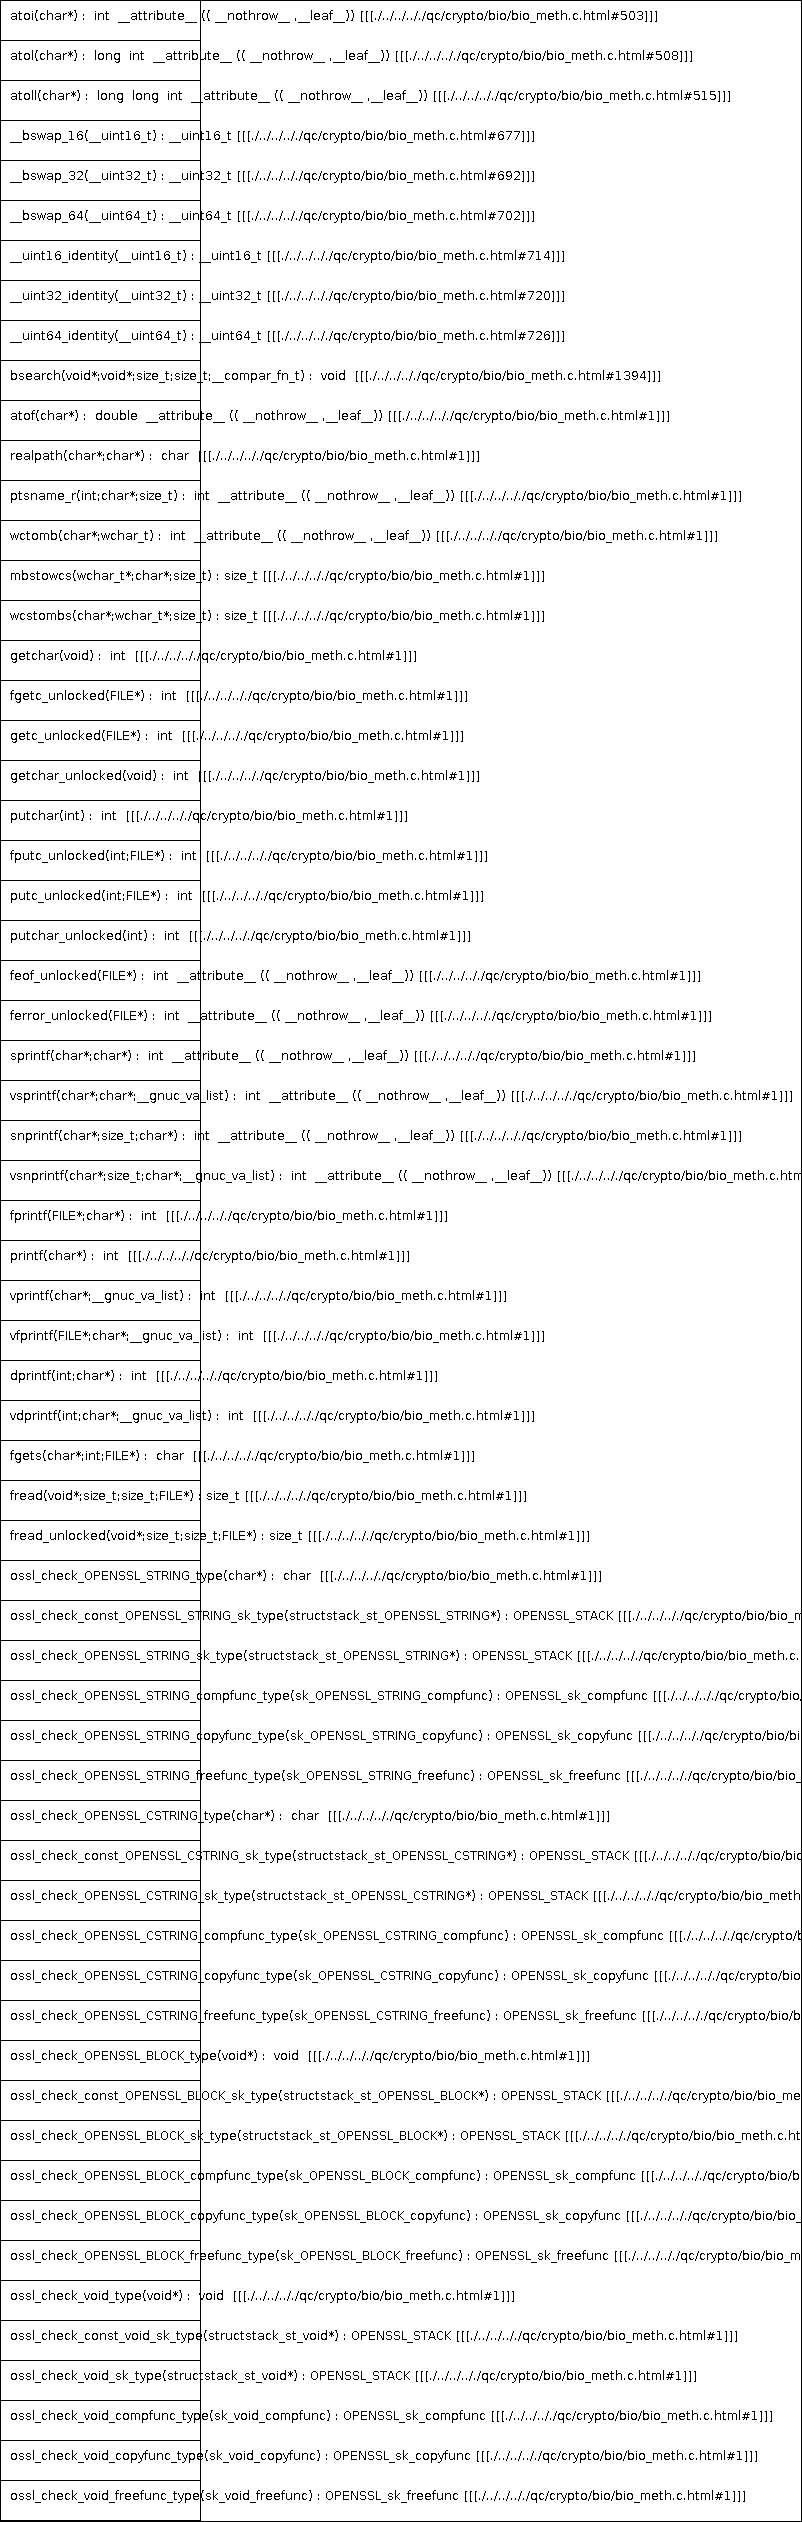 atoi(char*) : int __attribute__ (( __nothrow__ ,__leaf__)) [[[./../../../../qc/crypto/bio/bio_meth.c.html#503]]]
atol(char*) : long int __attribute__ (( __nothrow__ ,__leaf__)) [[[./../../../../qc/crypto/bio/bio_meth.c.html#508]]]
atoll(char*) : long long int __attribute__ (( __nothrow__ ,__leaf__)) [[[./../../../../qc/crypto/bio/bio_meth.c.html#515]]]
__bswap_16(__uint16_t) : __uint16_t [[[./../../../../qc/crypto/bio/bio_meth.c.html#677]]]
__bswap_32(__uint32_t) : __uint32_t [[[./../../../../qc/crypto/bio/bio_meth.c.html#692]]]
__bswap_64(__uint64_t) : __uint64_t [[[./../../../../qc/crypto/bio/bio_meth.c.html#702]]]
__uint16_identity(__uint16_t) : __uint16_t [[[./../../../../qc/crypto/bio/bio_meth.c.html#714]]]
__uint32_identity(__uint32_t) : __uint32_t [[[./../../../../qc/crypto/bio/bio_meth.c.html#720]]]
__uint64_identity(__uint64_t) : __uint64_t [[[./../../../../qc/crypto/bio/bio_meth.c.html#726]]]
bsearch(void*;void*;size_t;size_t;__compar_fn_t) : void [[[./../../../../qc/crypto/bio/bio_meth.c.html#1394]]]
atof(char*) : double __attribute__ (( __nothrow__ ,__leaf__)) [[[./../../../../qc/crypto/bio/bio_meth.c.html#1]]]
realpath(char*;char*) : char [[[./../../../../qc/crypto/bio/bio_meth.c.html#1]]]
ptsname_r(int;char*;size_t) : int __attribute__ (( __nothrow__ ,__leaf__)) [[[./../../../../qc/crypto/bio/bio_meth.c.html#1]]]
wctomb(char*;wchar_t) : int __attribute__ (( __nothrow__ ,__leaf__)) [[[./../../../../qc/crypto/bio/bio_meth.c.html#1]]]
mbstowcs(wchar_t*;char*;size_t) : size_t [[[./../../../../qc/crypto/bio/bio_meth.c.html#1]]]
wcstombs(char*;wchar_t*;size_t) : size_t [[[./../../../../qc/crypto/bio/bio_meth.c.html#1]]]
getchar(void) : int [[[./../../../../qc/crypto/bio/bio_meth.c.html#1]]]
fgetc_unlocked(FILE*) : int [[[./../../../../qc/crypto/bio/bio_meth.c.html#1]]]
getc_unlocked(FILE*) : int [[[./../../../../qc/crypto/bio/bio_meth.c.html#1]]]
getchar_unlocked(void) : int [[[./../../../../qc/crypto/bio/bio_meth.c.html#1]]]
putchar(int) : int [[[./../../../../qc/crypto/bio/bio_meth.c.html#1]]]
fputc_unlocked(int;FILE*) : int [[[./../../../../qc/crypto/bio/bio_meth.c.html#1]]]
putc_unlocked(int;FILE*) : int [[[./../../../../qc/crypto/bio/bio_meth.c.html#1]]]
putchar_unlocked(int) : int [[[./../../../../qc/crypto/bio/bio_meth.c.html#1]]]
feof_unlocked(FILE*) : int __attribute__ (( __nothrow__ ,__leaf__)) [[[./../../../../qc/crypto/bio/bio_meth.c.html#1]]]
ferror_unlocked(FILE*) : int __attribute__ (( __nothrow__ ,__leaf__)) [[[./../../../../qc/crypto/bio/bio_meth.c.html#1]]]
sprintf(char*;char*) : int __attribute__ (( __nothrow__ ,__leaf__)) [[[./../../../../qc/crypto/bio/bio_meth.c.html#1]]]
vsprintf(char*;char*;__gnuc_va_list) : int __attribute__ (( __nothrow__ ,__leaf__)) [[[./../../../../qc/crypto/bio/bio_meth.c.html#1]]]
snprintf(char*;size_t;char*) : int __attribute__ (( __nothrow__ ,__leaf__)) [[[./../../../../qc/crypto/bio/bio_meth.c.html#1]]]
vsnprintf(char*;size_t;char*;__gnuc_va_list) : int __attribute__ (( __nothrow__ ,__leaf__)) [[[./../../../../qc/crypto/bio/bio_meth.c.htm
fprintf(FILE*;char*) : int [[[./../../../../qc/crypto/bio/bio_meth.c.html#1]]]
printf(char*) : int [[[./../../../../qc/crypto/bio/bio_meth.c.html#1]]]
vprintf(char*;__gnuc_va_list) : int [[[./../../../../qc/crypto/bio/bio_meth.c.html#1]]]
vfprintf(FILE*;char*;__gnuc_va_list) : int [[[./../../../../qc/crypto/bio/bio_meth.c.html#1]]]
dprintf(int;char*) : int [[[./../../../../qc/crypto/bio/bio_meth.c.html#1]]]
vdprintf(int;char*;__gnuc_va_list) : int [[[./../../../../qc/crypto/bio/bio_meth.c.html#1]]]
fgets(char*;int;FILE*) : char [[[./../../../../qc/crypto/bio/bio_meth.c.html#1]]]
fread(void*;size_t;size_t;FILE*) : size_t [[[./../../../../qc/crypto/bio/bio_meth.c.html#1]]]
fread_unlocked(void*;size_t;size_t;FILE*) : size_t [[[./../../../../qc/crypto/bio/bio_meth.c.html#1]]]
ossl_check_OPENSSL_STRING_type(char*) : char [[[./../../../../qc/crypto/bio/bio_meth.c.html#1]]]
ossl_check_const_OPENSSL_STRING_sk_type(structstack_st_OPENSSL_STRING*) : OPENSSL_STACK [[[./../../../../qc/crypto/bio/bio_m
ossl_check_OPENSSL_STRING_sk_type(structstack_st_OPENSSL_STRING*) : OPENSSL_STACK [[[./../../../../qc/crypto/bio/bio_meth.c.
ossl_check_OPENSSL_STRING_compfunc_type(sk_OPENSSL_STRING_compfunc) : OPENSSL_sk_compfunc [[[./../../../../qc/crypto/bio/
ossl_check_OPENSSL_STRING_copyfunc_type(sk_OPENSSL_STRING_copyfunc) : OPENSSL_sk_copyfunc [[[./../../../../qc/crypto/bio/bi
ossl_check_OPENSSL_STRING_freefunc_type(sk_OPENSSL_STRING_freefunc) : OPENSSL_sk_freefunc [[[./../../../../qc/crypto/bio/bio_
ossl_check_OPENSSL_CSTRING_type(char*) : char [[[./../../../../qc/crypto/bio/bio_meth.c.html#1]]]
ossl_check_const_OPENSSL_CSTRING_sk_type(structstack_st_OPENSSL_CSTRING*) : OPENSSL_STACK [[[./../../../../qc/crypto/bio/bio
ossl_check_OPENSSL_CSTRING_sk_type(structstack_st_OPENSSL_CSTRING*) : OPENSSL_STACK [[[./../../../../qc/crypto/bio/bio_meth
ossl_check_OPENSSL_CSTRING_compfunc_type(sk_OPENSSL_CSTRING_compfunc) : OPENSSL_sk_compfunc [[[./../../../../qc/crypto/b
ossl_check_OPENSSL_CSTRING_copyfunc_type(sk_OPENSSL_CSTRING_copyfunc) : OPENSSL_sk_copyfunc [[[./../../../../qc/crypto/bio
ossl_check_OPENSSL_CSTRING_freefunc_type(sk_OPENSSL_CSTRING_freefunc) : OPENSSL_sk_freefunc [[[./../../../../qc/crypto/bio/b
ossl_check_OPENSSL_BLOCK_type(void*) : void [[[./../../../../qc/crypto/bio/bio_meth.c.html#1]]]
ossl_check_const_OPENSSL_BLOCK_sk_type(structstack_st_OPENSSL_BLOCK*) : OPENSSL_STACK [[[./../../../../qc/crypto/bio/bio_me
ossl_check_OPENSSL_BLOCK_sk_type(structstack_st_OPENSSL_BLOCK*) : OPENSSL_STACK [[[./../../../../qc/crypto/bio/bio_meth.c.ht
ossl_check_OPENSSL_BLOCK_compfunc_type(sk_OPENSSL_BLOCK_compfunc) : OPENSSL_sk_compfunc [[[./../../../../qc/crypto/bio/b
ossl_check_OPENSSL_BLOCK_copyfunc_type(sk_OPENSSL_BLOCK_copyfunc) : OPENSSL_sk_copyfunc [[[./../../../../qc/crypto/bio/bio_
ossl_check_OPENSSL_BLOCK_freefunc_type(sk_OPENSSL_BLOCK_freefunc) : OPENSSL_sk_freefunc [[[./../../../../qc/crypto/bio/bio_m
ossl_check_void_type(void*) : void [[[./../../../../qc/crypto/bio/bio_meth.c.html#1]]]
ossl_check_const_void_sk_type(structstack_st_void*) : OPENSSL_STACK [[[./../../../../qc/crypto/bio/bio_meth.c.html#1]]]
ossl_check_void_sk_type(structstack_st_void*) : OPENSSL_STACK [[[./../../../../qc/crypto/bio/bio_meth.c.html#1]]]
ossl_check_void_compfunc_type(sk_void_compfunc) : OPENSSL_sk_compfunc [[[./../../../../qc/crypto/bio/bio_meth.c.html#1]]]
ossl_check_void_copyfunc_type(sk_void_copyfunc) : OPENSSL_sk_copyfunc [[[./../../../../qc/crypto/bio/bio_meth.c.html#1]]]
ossl_check_void_freefunc_type(sk_void_freefunc) : OPENSSL_sk_freefunc [[[./../../../../qc/crypto/bio/bio_meth.c.html#1]]]